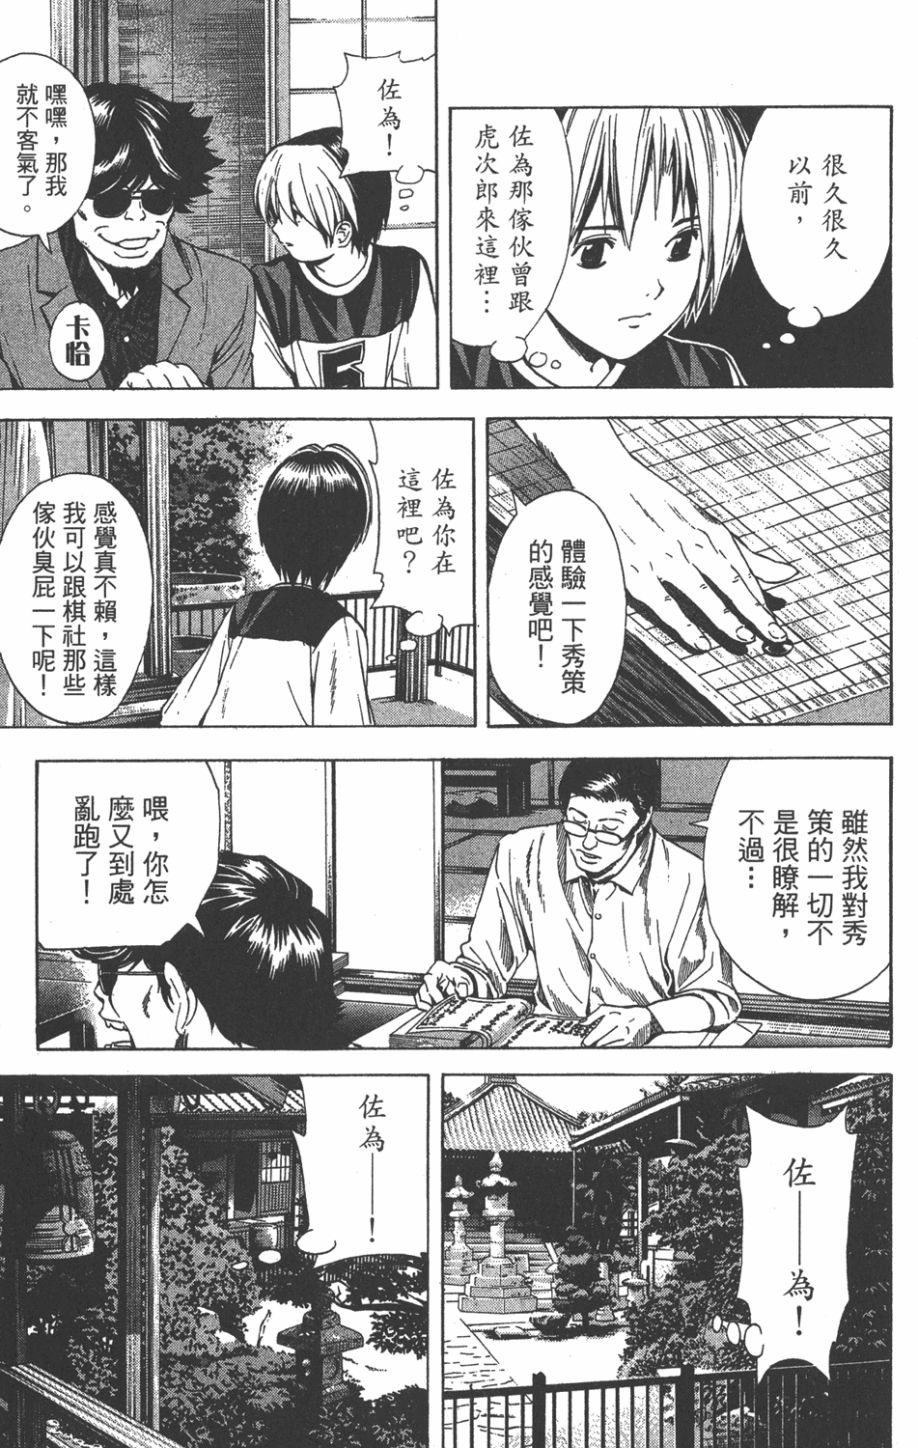 很久很久
以前，
佐為那傢伙曾跟
虎次郎來這裡…
佐為！
嘿嘿，那我
就不客氣了。
卡恰
體驗一下秀策
的感覺吧！
佐為你在
這裡吧？
感覺真不賴，這樣
我可以跟棋社那些
傢伙臭屁一下呢！
雖然我對秀
策的一切不
是很瞭解，
不過…
喂，你怎
麼又到處
亂跑了！
佐——為！
佐為——！